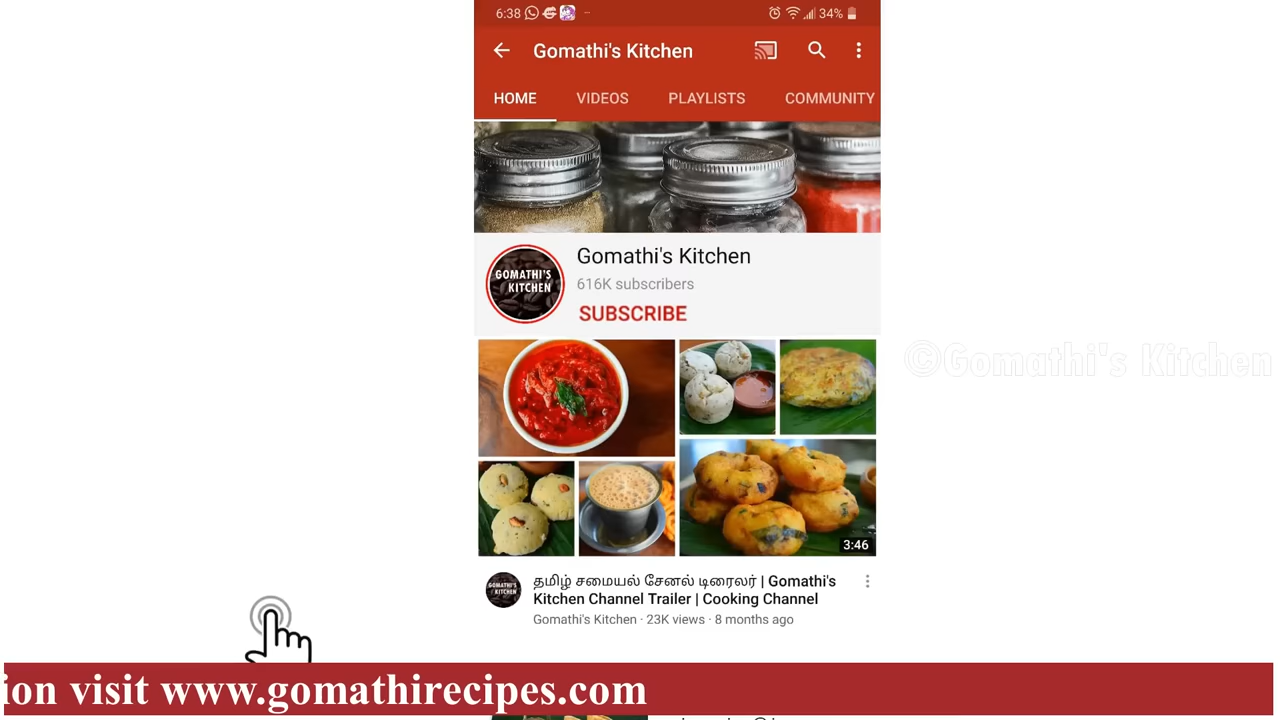 6:38
34%
Gomathi's Kitchen
HOME VIDEOS PLAYLISTS COMMUNITY
GOMATHI'S
KITCHEN
Gomathi's Kitchen
616K subscribers
SUBSCRIBE
©Gomathi's Kitchen
3:46
GOMATHI'S
KITCHEN
தமிழ் சமையல் சேனல் டிரைலர் | Gomathi's
Kitchen Channel Trailer | Cooking Channel
Gomathi's Kitchen · 23K views · 8 months ago
ion visit www.gomathirecipes.com